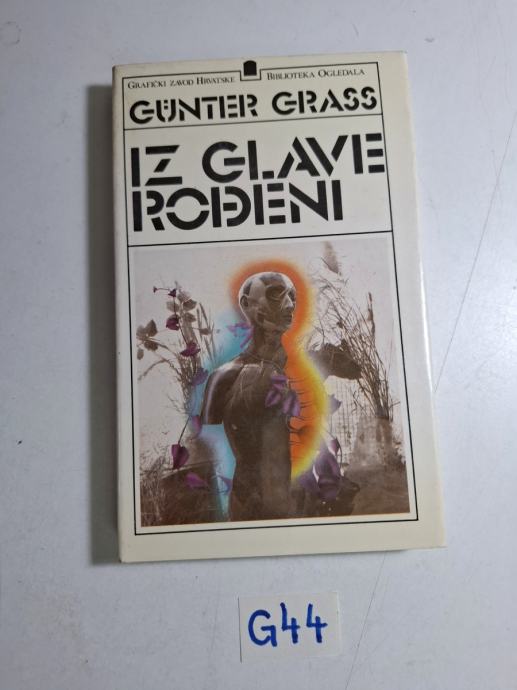 Grafički zavod Hrvatske Biblioteka Ogledala
GÜNTER GRASS
IZ GLAVE
ROĐENI
G44